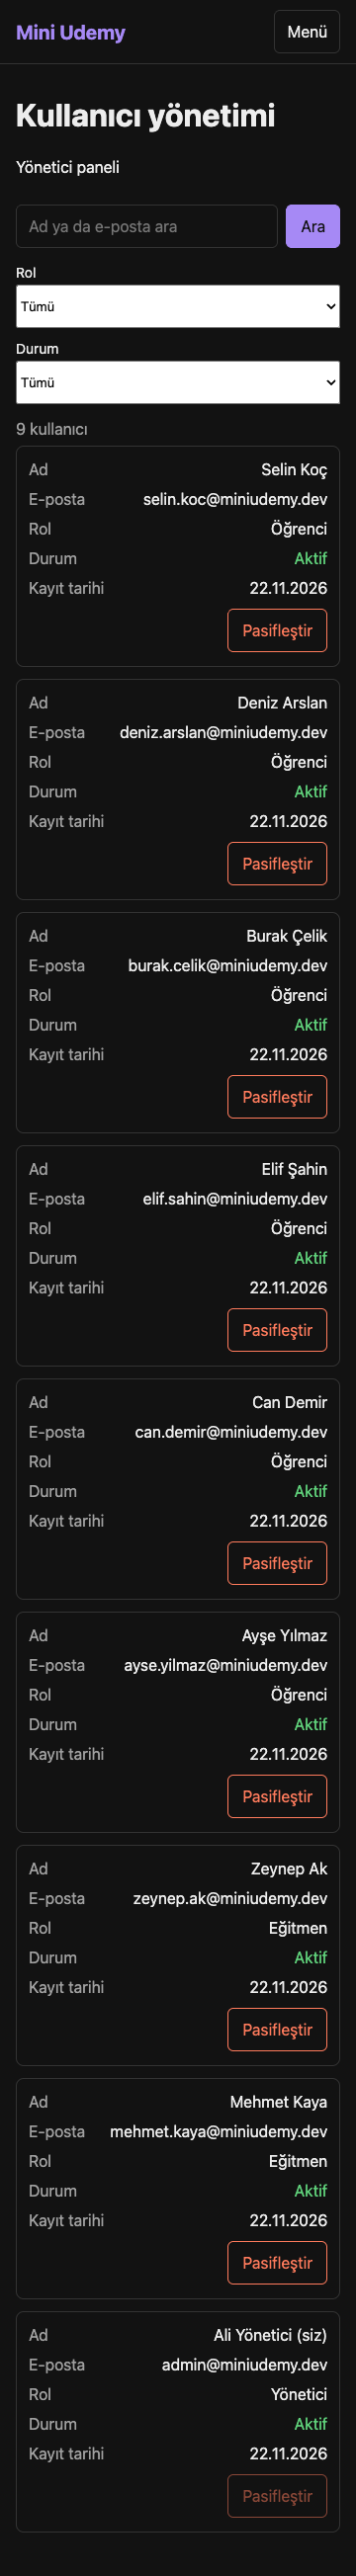 Mini Udemy Menü
Kullanıcı yönetimi
Yönetici paneli
Ad ya da e-posta ara Ara
Rol
Tümü
Durum
Tümü
9 kullanıcı
Ad Selin Koç
E-posta selin.koc@miniudemy.dev
Rol Öğrenci
Durum Aktif
Kayıt tarihi 22.11.2026
Pasifleştir
Ad Deniz Arslan
E-posta deniz.arslan@miniudemy.dev
Rol Öğrenci
Durum Aktif
Kayıt tarihi 22.11.2026
Pasifleştir
Ad Burak Çelik
E-posta burak.celik@miniudemy.dev
Rol Öğrenci
Durum Aktif
Kayıt tarihi 22.11.2026
Pasifleştir
Ad Elif Şahin
E-posta elif.sahin@miniudemy.dev
Rol Öğrenci
Durum Aktif
Kayıt tarihi 22.11.2026
Pasifleştir
Ad Can Demir
E-posta can.demir@miniudemy.dev
Rol Öğrenci
Durum Aktif
Kayıt tarihi 22.11.2026
Pasifleştir
Ad Ayşe Yılmaz
E-posta ayse.yilmaz@miniudemy.dev
Rol Öğrenci
Durum Aktif
Kayıt tarihi 22.11.2026
Pasifleştir
Ad Zeynep Ak
E-posta zeynep.ak@miniudemy.dev
Rol Eğitmen
Durum Aktif
Kayıt tarihi 22.11.2026
Pasifleştir
Ad Mehmet Kaya
E-posta mehmet.kaya@miniudemy.dev
Rol Eğitmen
Durum Aktif
Kayıt tarihi 22.11.2026
Pasifleştir
Ad Ali Yönetici (siz)
E-posta admin@miniudemy.dev
Rol Yönetici
Durum Aktif
Kayıt tarihi 22.11.2026
Pasifleştir